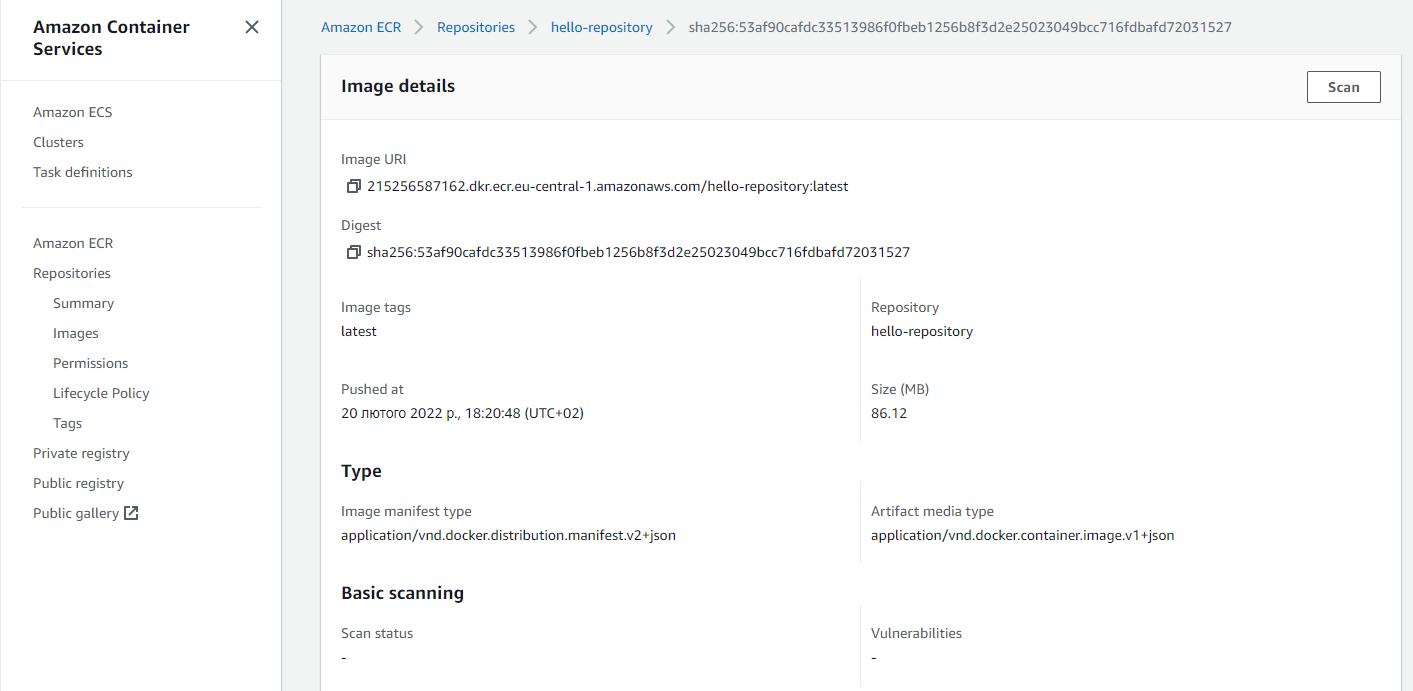 Amazon Container
Services
Amazon ECS
Clusters
Task definitions
Amazon ECR
Repositories
Summary
Images
Permissions
Lifecycle Policy
Tags
Private registry
Public registry
Public gallery
Amazon ECR
Repositories
hello-repository
sha256:53af90cafdc33513986f0fbeb1256b8f3d2e25023049bcc716fdbafd72031527
Image details
Scan
Image URI
215256587162.dkr.ecr.eu-central-1.amazonaws.com/hello-repository:latest
Digest
sha256:53af90cafdc33513986f0fbeb1256b8f3d2e25023049bcc716fdbafd72031527
Image tags
latest
Repository
hello-repository
Pushed at
20 лютого 2022 р., 18:20:48 (UTC+02)
Size (MB)
86.12
Type
Image manifest type
application/vnd.docker.distribution.manifest.v2+json
Artifact media type
application/vnd.docker.container.image.v1+json
Basic scanning
Scan status
-
Vulnerabilities
-